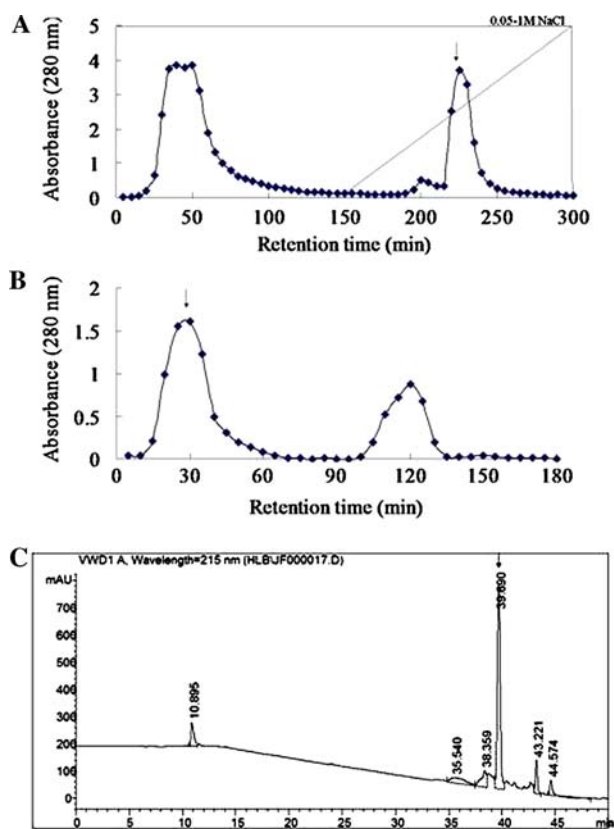 A
0.05-1M NaCl
Absorbance (280 nm)
5
4
3
2
1
0
0 50 100 150 200 250 300
Retention time (min)
B
Absorbance (280 nm)
2
1.5
1
0.5
0
0 30 60 90 120 150 180
Retention time (min)
C
VWD1 A, Wavelength=215 nm (HLB\JF000017.D)
mAU
700
600
500
400
300
200
100
0
10.895
35.540
38.359
39.690
43.221
44.574
0 5 10 15 20 25 30 35 40 45